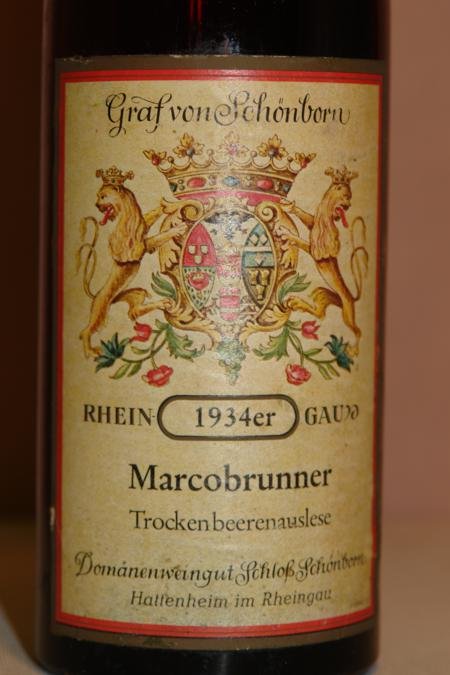 Graf von Schönborn
RHEIN- 1934er GAU
Marcobrunner
Trockenbeerenauslese
Domänenweingut Schloß Schönborn
Hattenheim im Rheingau